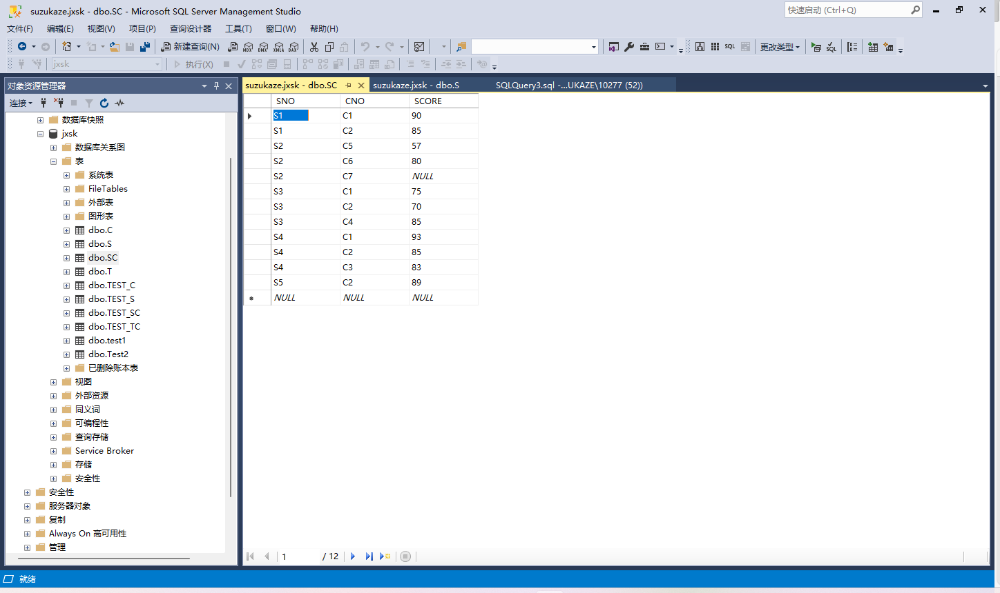 suzukaze.jxsk - dbo.SC - Microsoft SQL Server Management Studio
快速启动 (Ctrl+Q)
文件(F) 编辑(E) 视图(V) 项目(P) 查询设计器 工具(T) 窗口(W) 帮助(H)
新建查询(N) MDX DMX XMLA DAX SQL 更改类型 SQL
jxsk 执行(X)
对象资源管理器
连接
数据库快照
jxsk
数据库关系图
表
系统表
FileTables
外部表
图形表
dbo.C
dbo.S
dbo.SC
dbo.T
dbo.TEST_C
dbo.TEST_S
dbo.TEST_SC
dbo.TEST_TC
dbo.test1
dbo.Test2
已删除账本表
视图
外部资源
同义词
可编程性
查询存储
Service Broker
存储
安全性
安全性
服务器对象
复制
Always On 高可用性
管理
suzukaze.jxsk - dbo.SC suzukaze.jxsk - dbo.S SQLQuery3.sql -...UKAZE\10277 (52))
SNO CNO SCORE
S1 C1 90
S1 C2 85
S2 C5 57
S2 C6 80
S2 C7 NULL
S3 C1 75
S3 C2 70
S3 C4 85
S4 C1 93
S4 C2 85
S4 C3 83
S5 C2 89
NULL NULL NULL
1 / 12
就绪